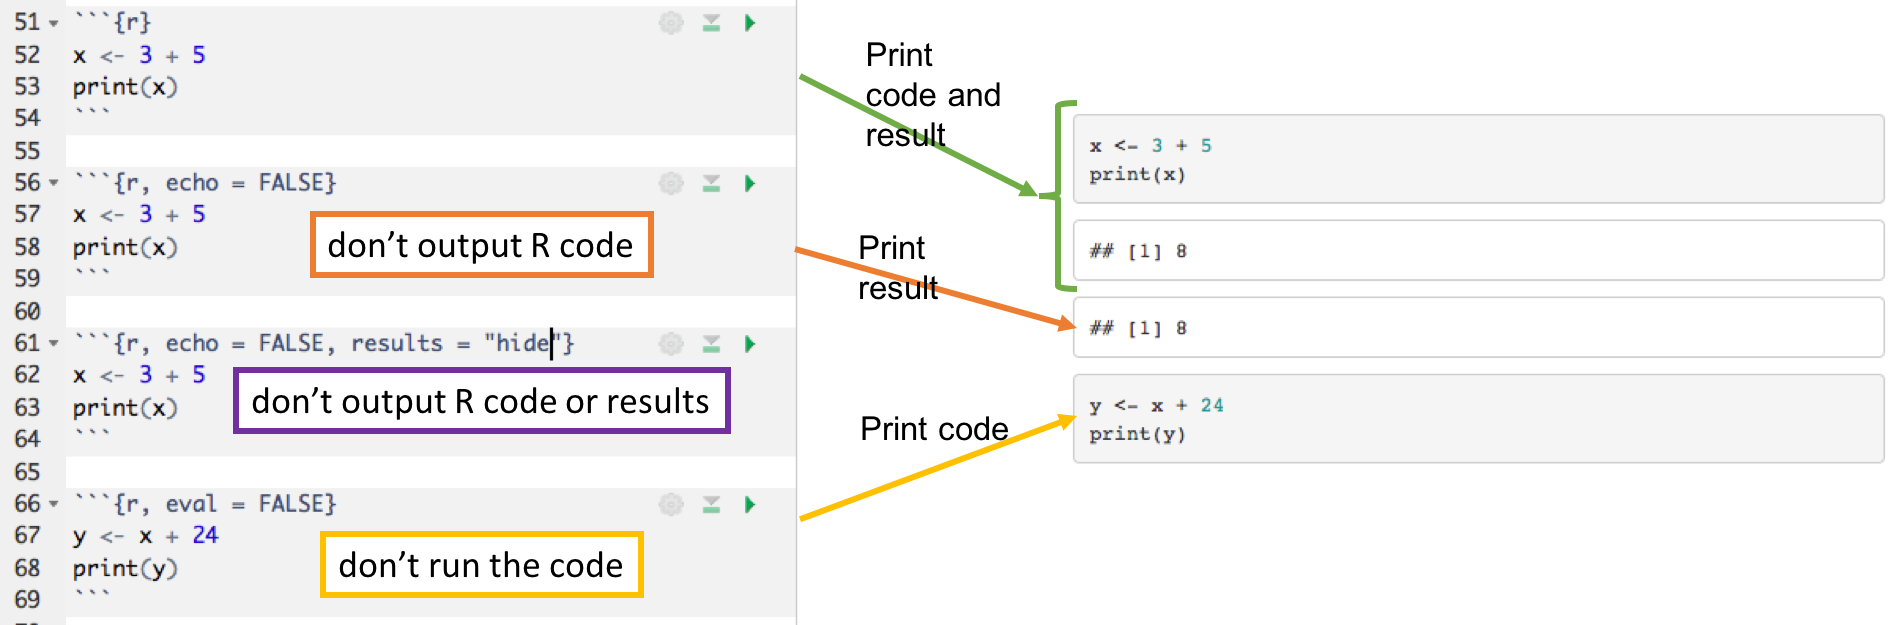 51 ```{r}
52 x <- 3 + 5
53 print(x)
54 ```
55
56 ```{r, echo = FALSE}
57 x <- 3 + 5
58 print(x)
don't output R code
59 ```
60
61 ```{r, echo = FALSE, results = "hide"}
62 x <- 3 + 5
63 print(x)
don’t output R code or results
64 ```
65
66 ```{r, eval = FALSE}
67 y <- x + 24
68 print(y)
don’t run the code
69 ```
Print
code and
result
Print
result
Print code
x <- 3 + 5
print(x)
## [1] 8
## [1] 8
y <- x + 24
print(y)